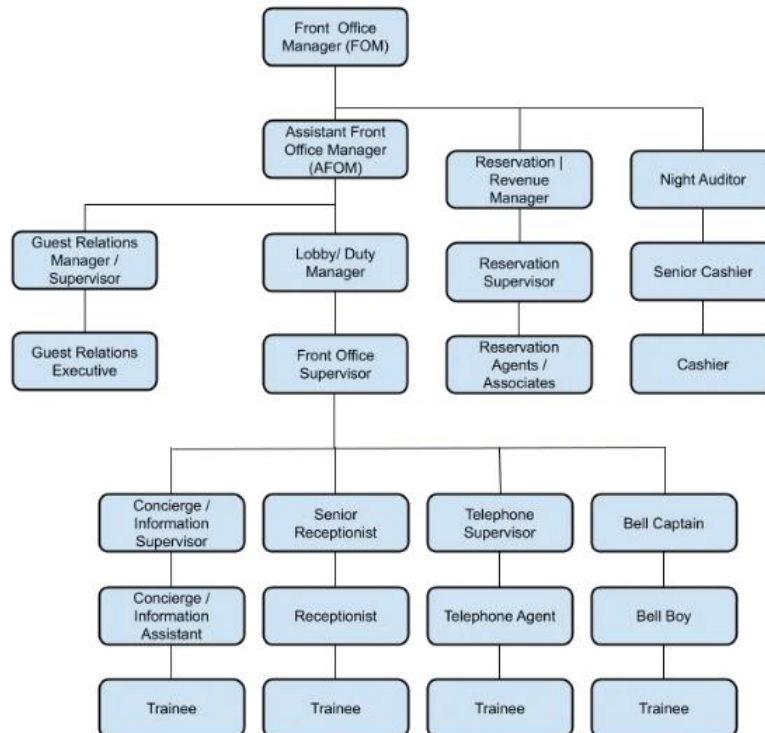 Front Office
Manager (FOM)
Assistant Front
Office Manager
(AFOM)
Reservation |
Revenue
Manager
Night Auditor
Guest Relations
Manager /
Supervisor
Lobby/ Duty
Manager
Reservation
Supervisor
Senior Cashier
Guest Relations
Executive
Front Office
Supervisor
Reservation
Agents /
Associates
Cashier
Concierge /
Information
Supervisor
Senior
Receptionist
Telephone
Supervisor
Bell Captain
Concierge /
Information
Assistant
Receptionist
Telephone Agent
Bell Boy
Trainee
Trainee
Trainee
Trainee